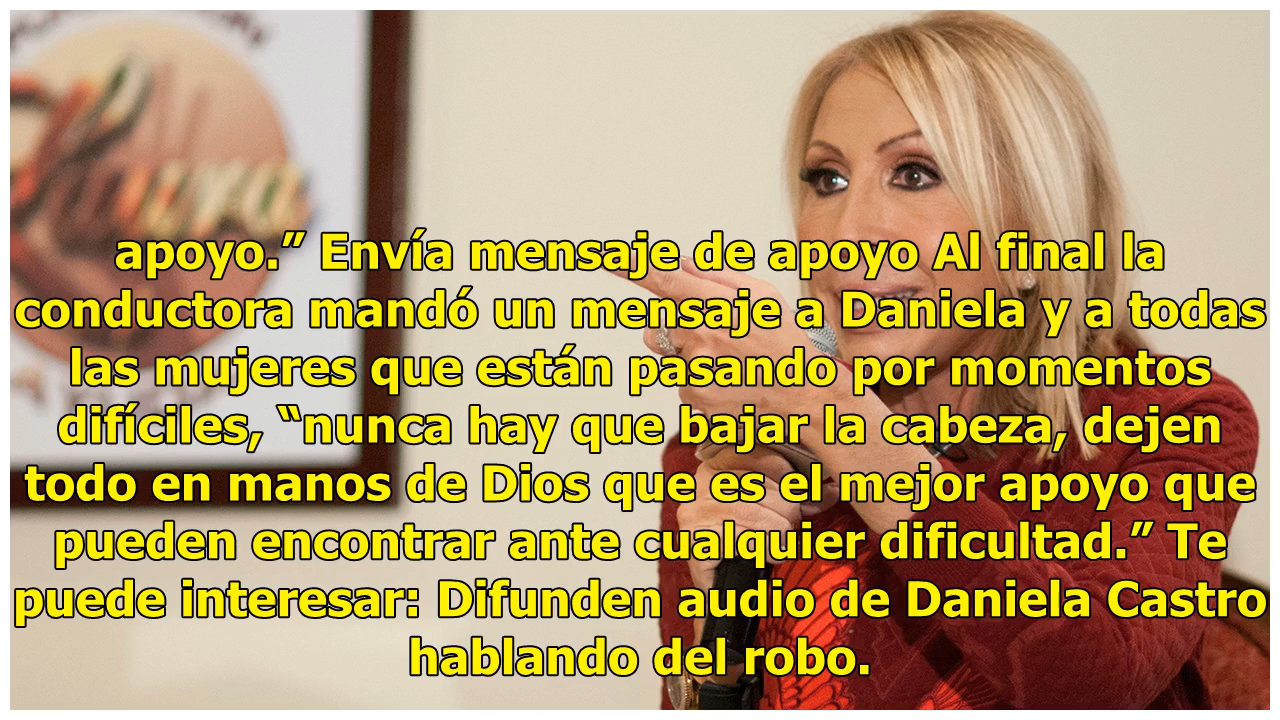 Laura
apoyo.” Envía mensaje de apoyo Al final la
conductora mandó un mensaje a Daniela y a todas
las mujeres que están pasando por momentos
difíciles, “nunca hay que bajar la cabeza, dejen
todo en manos de Dios que es el mejor apoyo que
pueden encontrar ante cualquier dificultad.” Te
puede interesar: Difunden audio de Daniela Castro
hablando del robo.